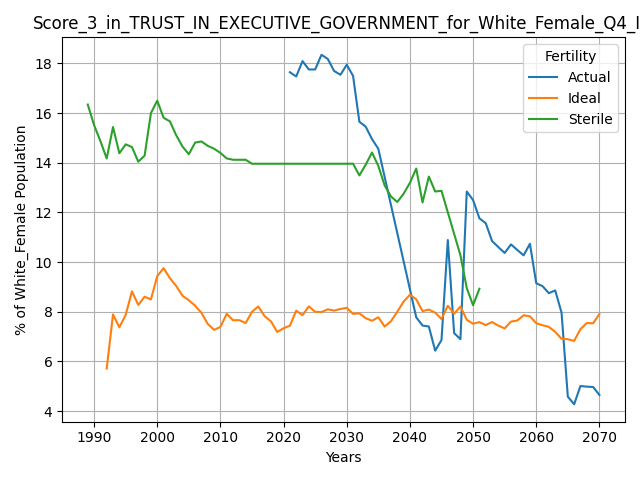 Score_3_in_TRUST_IN_EXECUTIVE_GOVERNMENT_for_White_Female_Q4_I
Fertility
Actual
Ideal
Sterile
% of White_Female Population
18
16
14
12
10
8
6
4
1990 2000 2010 2020 2030 2040 2050 2060 2070
Years